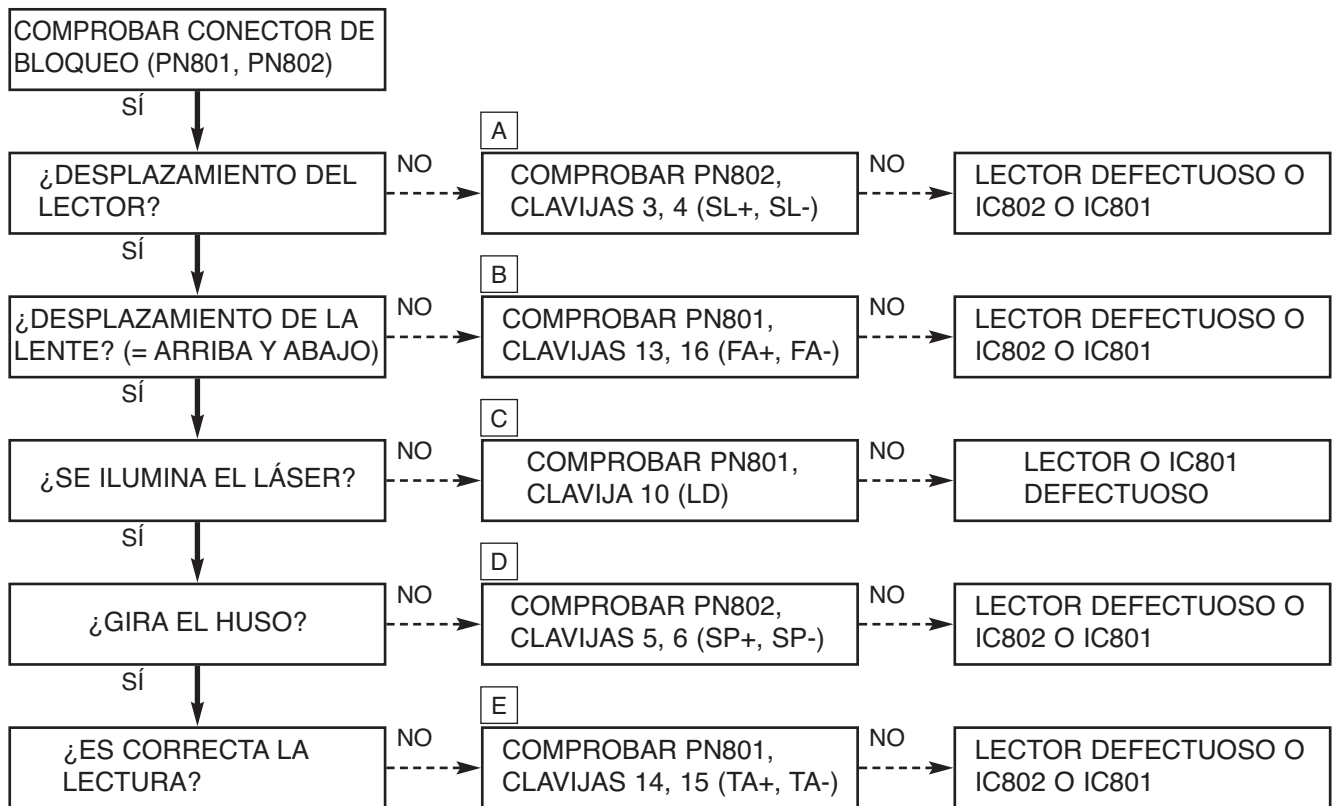 COMPROBAR CONECTOR DE
BLOQUEO (PN801, PN802)
SÍ
¿DESPLAZAMIENTO DEL
LECTOR?
NO
A
COMPROBAR PN802,
CLAVIJAS 3, 4 (SL+, SL-)
NO
LECTOR DEFECTUOSO O
IC802 O IC801
SÍ
¿DESPLAZAMIENTO DE LA
LENTE? (= ARRIBA Y ABAJO)
NO
B
COMPROBAR PN801,
CLAVIJAS 13, 16 (FA+, FA-)
NO
LECTOR DEFECTUOSO O
IC802 O IC801
SÍ
¿SE ILUMINA EL LÁSER?
NO
C
COMPROBAR PN801,
CLAVIJA 10 (LD)
NO
LECTOR O IC801
DEFECTUOSO
SÍ
¿GIRA EL HUSO?
NO
D
COMPROBAR PN802,
CLAVIJAS 5, 6 (SP+, SP-)
NO
LECTOR DEFECTUOSO O
IC802 O IC801
SÍ
¿ES CORRECTA LA
LECTURA?
NO
E
COMPROBAR PN801,
CLAVIJAS 14, 15 (TA+, TA-)
NO
LECTOR DEFECTUOSO O
IC802 O IC801